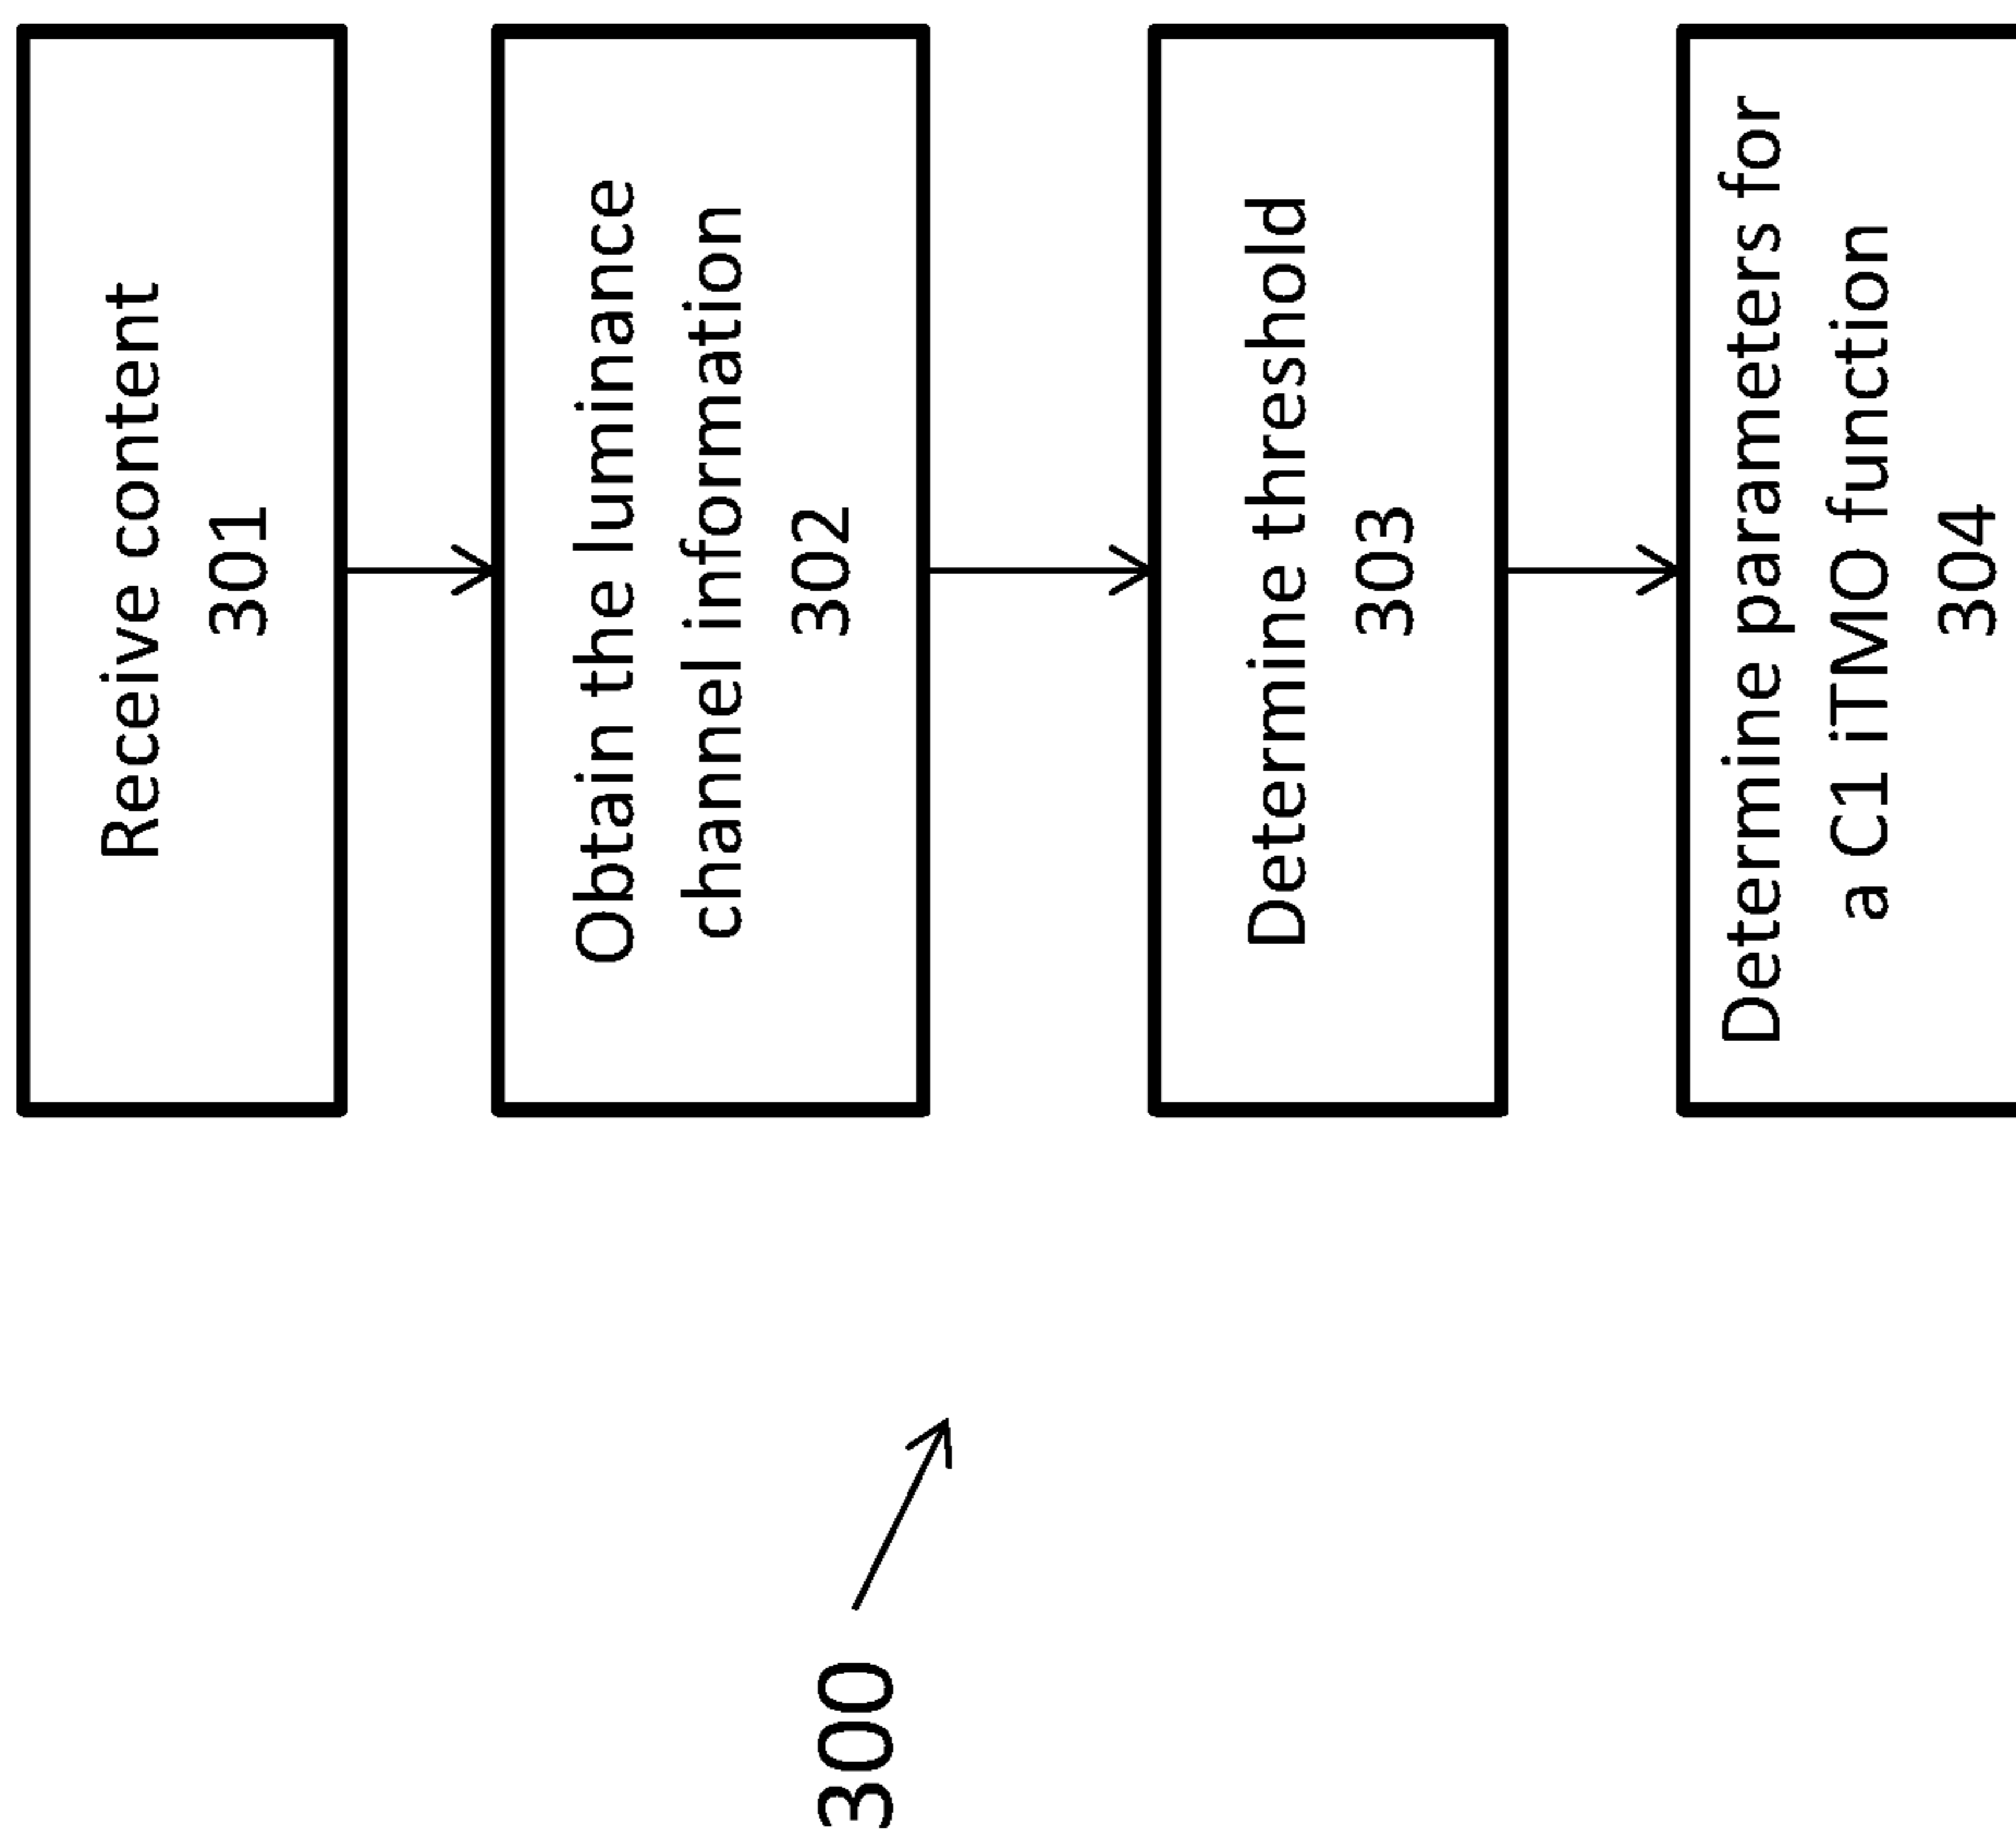 Receive content
301
Obtain the luminance
channel information
302
Determine threshold
303
Determine parameters for
a C1 iTMO function
304
300